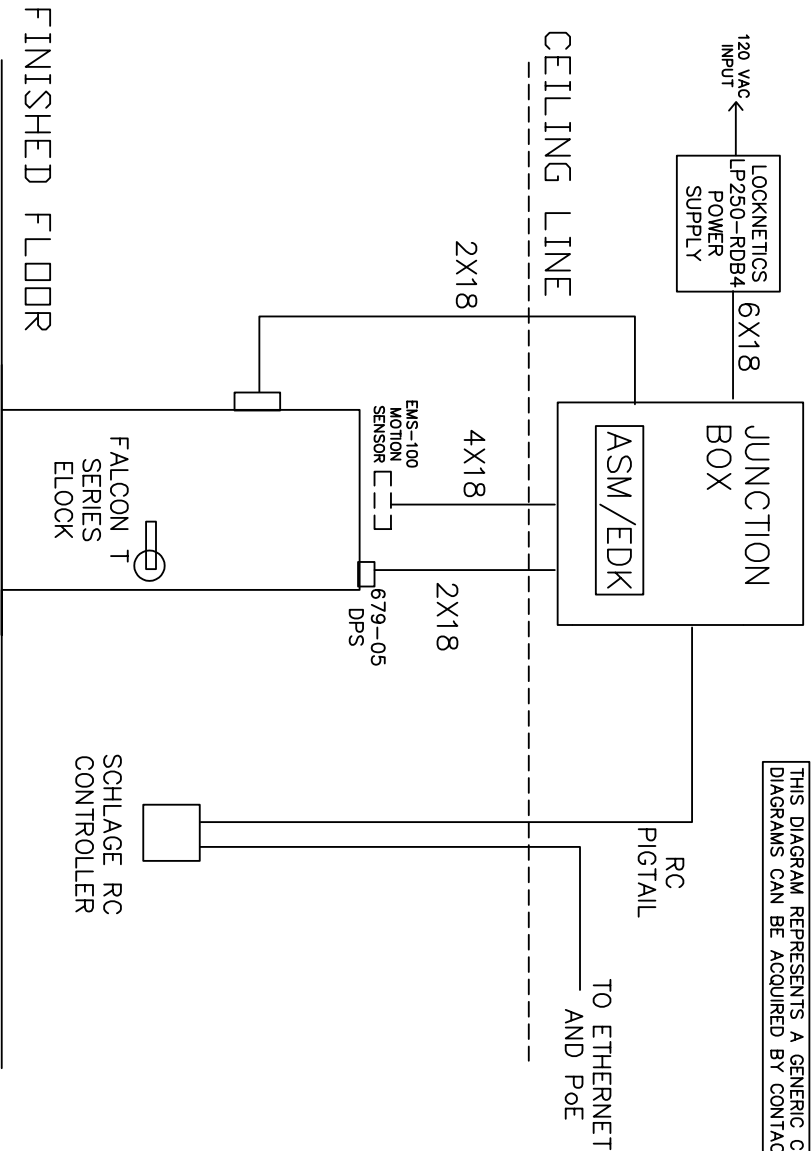 THIS DIAGRAM REPRESENTS A GENERIC
DIAGRAMS CAN BE ACQUIRED BY
120 VAC
INPUT
LOCKNETICS
LP250-RDB4
POWER
SUPPLY
6X18
JUNCTION
BOX
ASM/EDK
RC
PIGTAIL
TO ETHERNET
AND PoE
CEILING LINE
2X18
4X18
2X18
EMS-100
MOTION
SENSOR
679-05
DPS
FALCON T
SERIES
ELOCK
SCHLAGE RC
CONTROLLER
FINISHED FLOOR